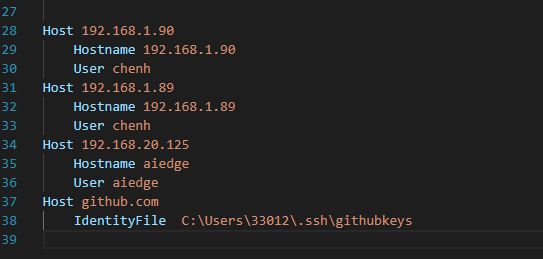 27
28 Host 192.168.1.90
29 Hostname 192.168.1.90
30 User chenh
31 Host 192.168.1.89
32 Hostname 192.168.1.89
33 User chenh
34 Host 192.168.20.125
35 Hostname aiedge
36 User aiedge
37 Host github.com
38 IdentityFile  C:\Users\33012\.ssh\githubkeys
39